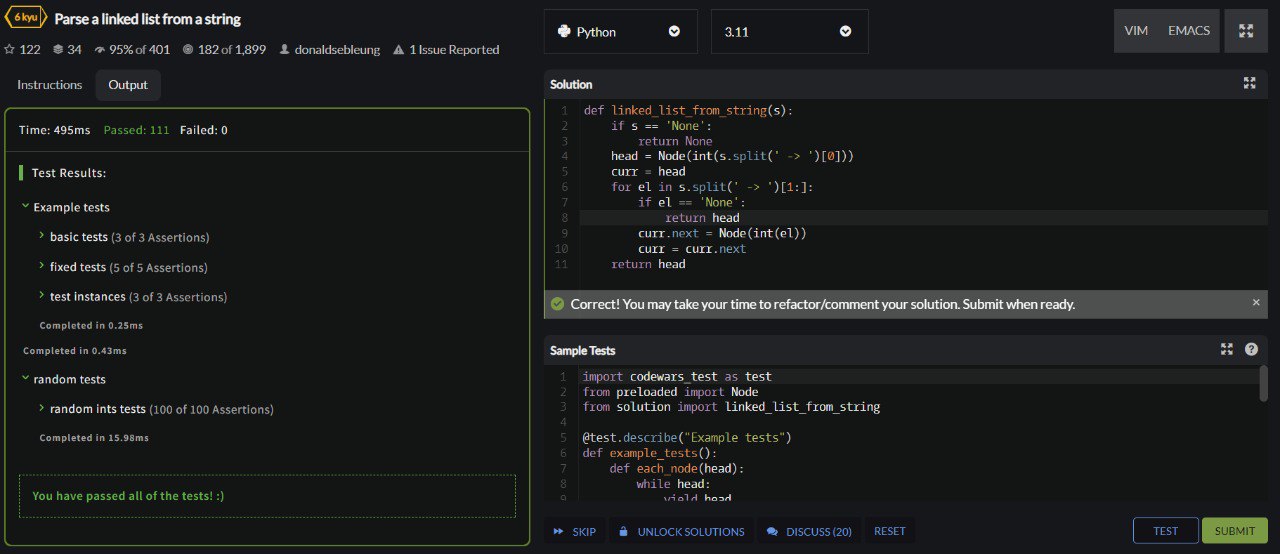 6 kyu Parse a linked list from a string
122 34 95% of 401 182 of 1,899 donaldsebleung 1 Issue Reported
Instructions Output
Time: 495ms Passed: 111 Failed: 0
Test Results:
Example tests
basic tests (3 of 3 Assertions)
fixed tests (5 of 5 Assertions)
test instances (3 of 3 Assertions)
Completed in 0.25ms
Completed in 0.43ms
random tests
random ints tests (100 of 100 Assertions)
Completed in 15.98ms
You have passed all of the tests! :)
Python 3.11 VIM EMACS
Solution
1 def linked_list_from_string(s):
2     if s == 'None':
3         return None
4     head = Node(int(s.split(' -> ')[0]))
5     curr = head
6     for el in s.split(' -> ')[1:]:
7         if el == 'None':
8             return head
9         curr.next = Node(int(el))
10         curr = curr.next
11     return head
Correct! You may take your time to refactor/comment your solution. Submit when ready. ×
Sample Tests ?
1 import codewars_test as test
2 from preloaded import Node
3 from solution import linked_list_from_string
4
5 @test.describe("Example tests")
6 def example_tests():
7     def each_node(head):
8         while head:
9             yield head
SKIP UNLOCK SOLUTIONS DISCUSS (20) RESET TEST SUBMIT